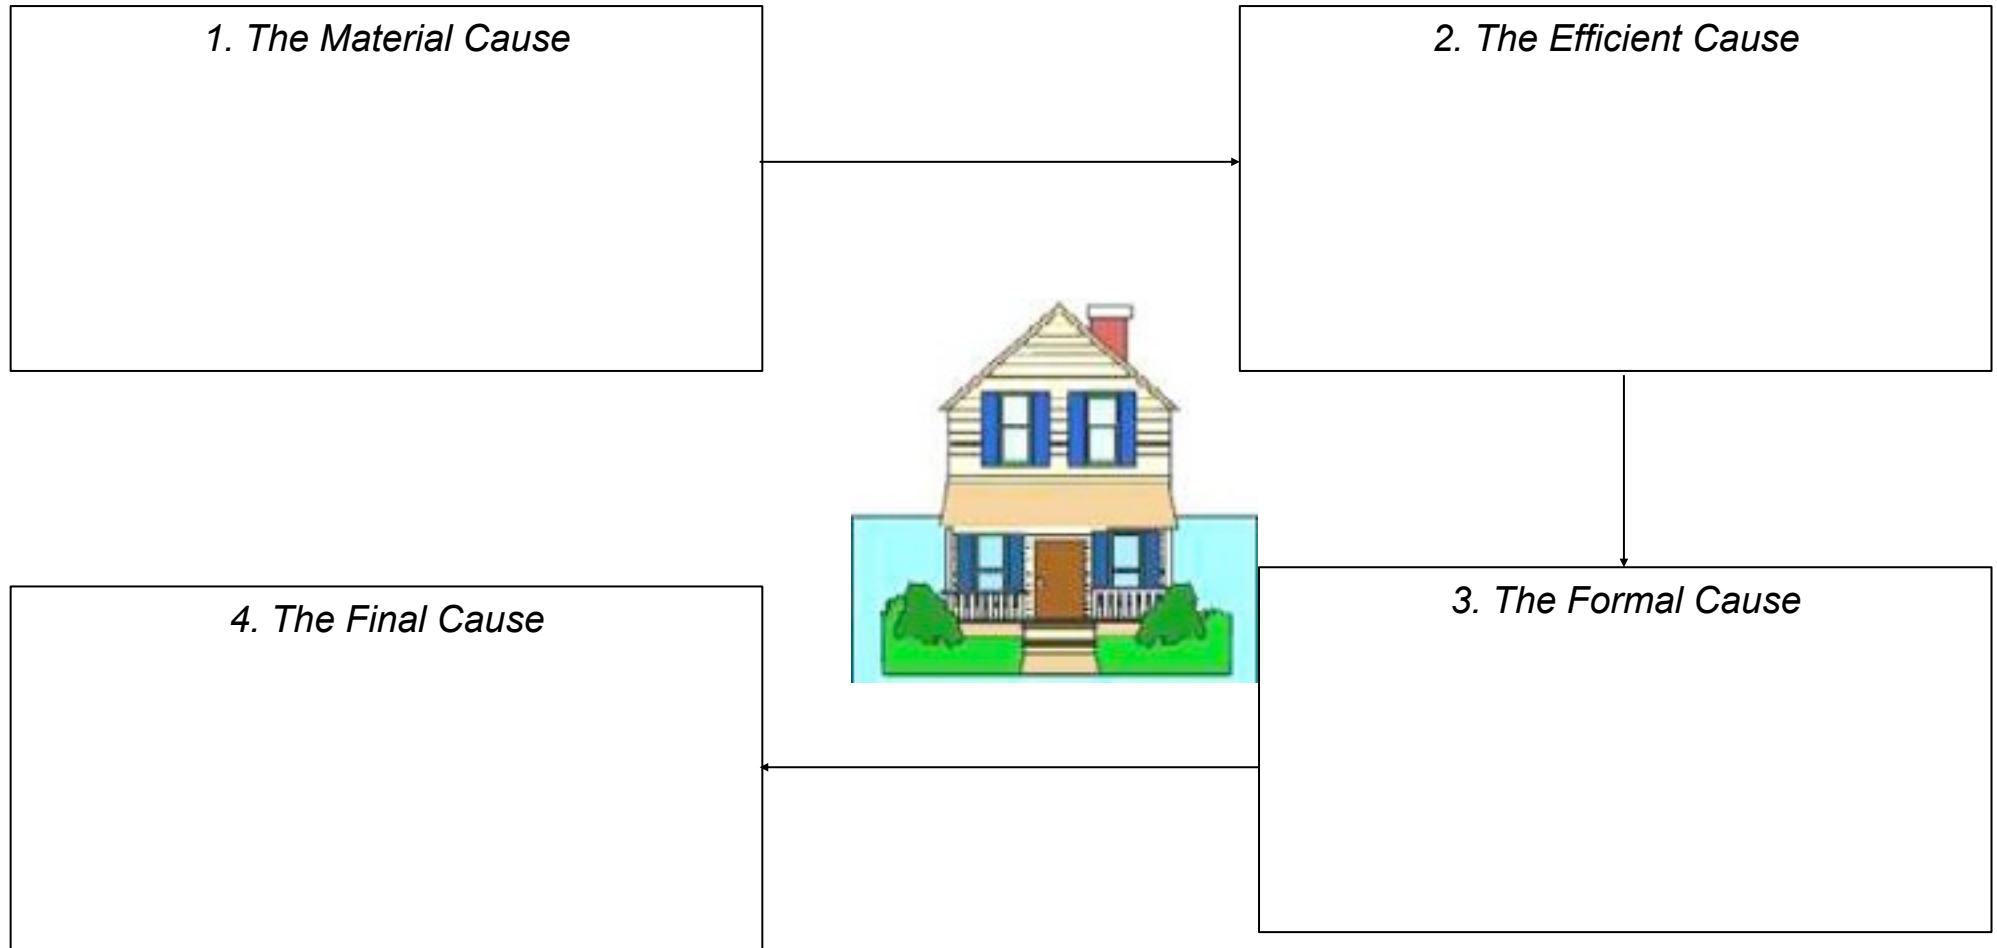 1. The Material Cause
2. The Efficient Cause
3. The Formal Cause
4. The Final Cause